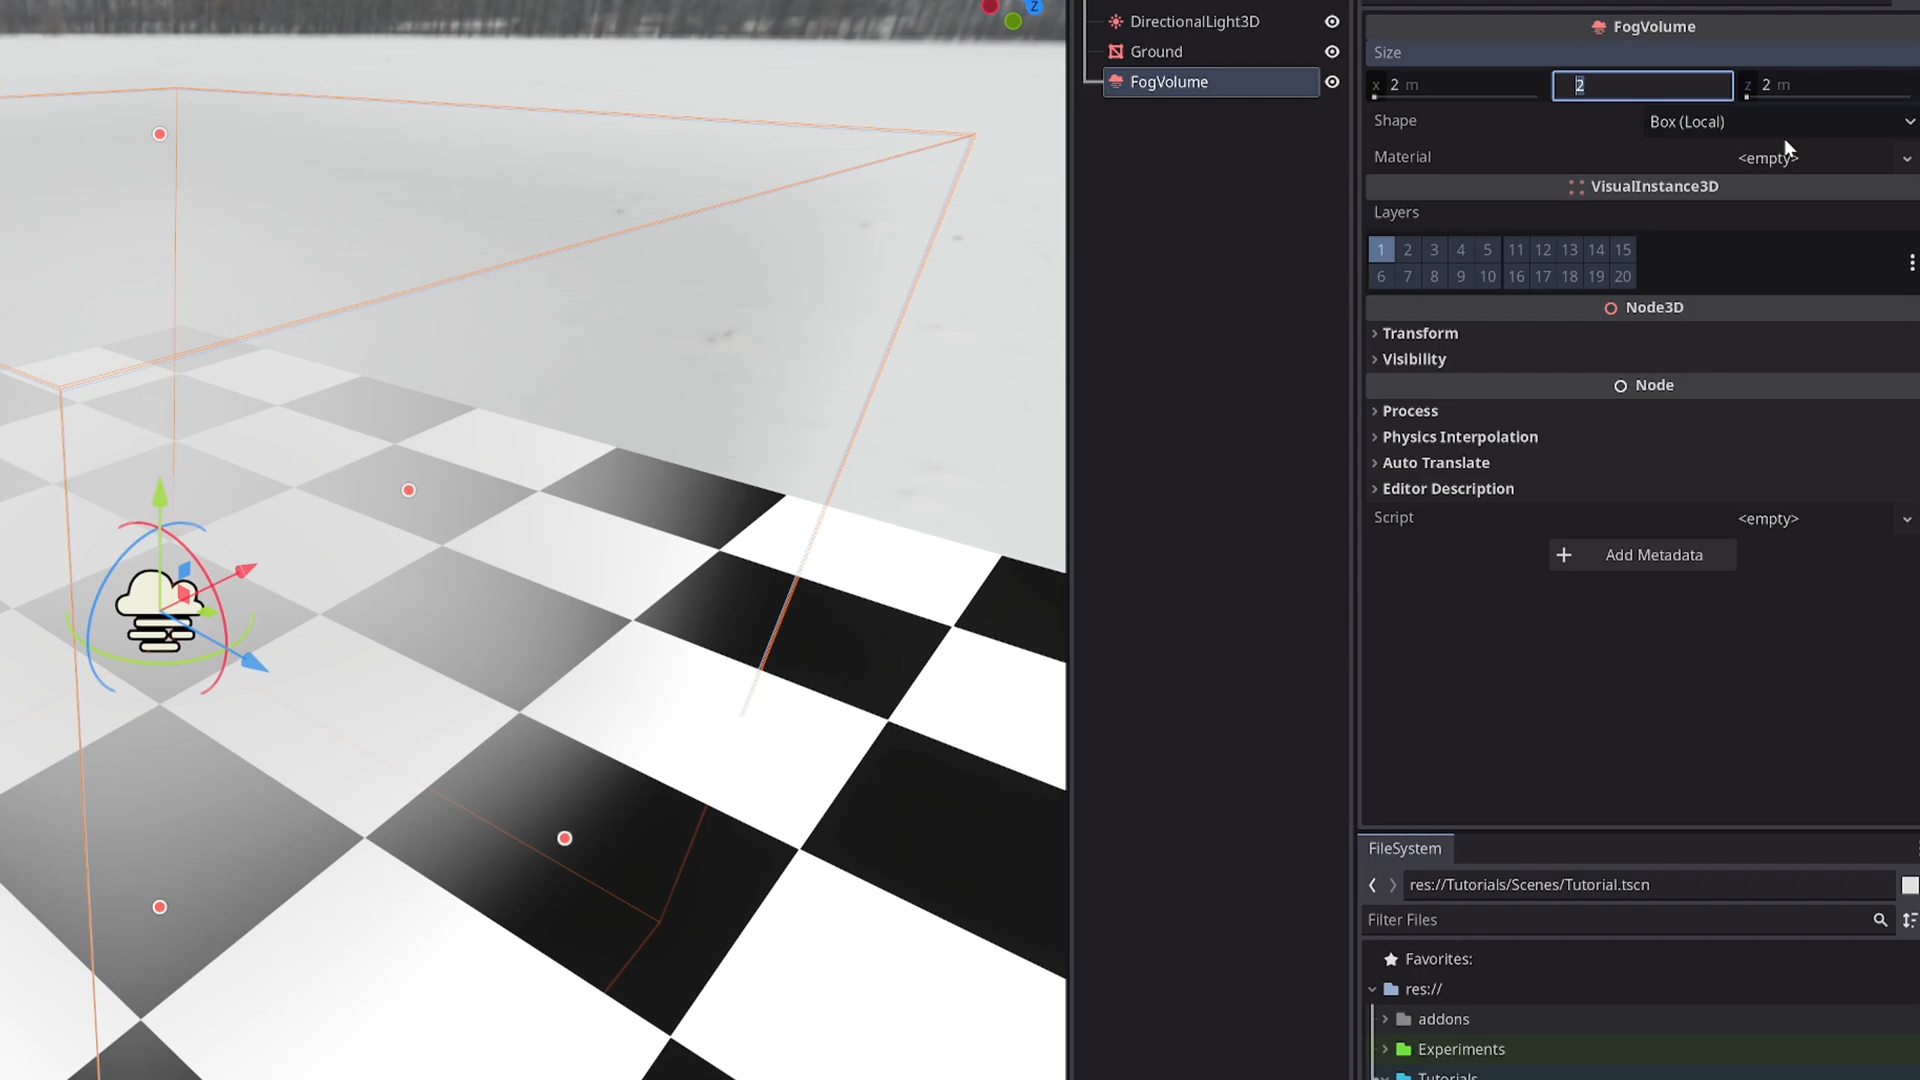 Z
DirectionalLight3D
Ground
FogVolume
FogVolume
Size
x 2 m
2
z 2 m
Shape
Box (Local)
Material
<empty>
VisualInstance3D
Layers
1 2 3 4 5 11 12 13 14 15
6 7 8 9 10 16 17 18 19 20
Node3D
Transform
Visibility
Node
Process
Physics Interpolation
Auto Translate
Editor Description
Script
<empty>
Add Metadata
FileSystem
res://Tutorials/Scenes/Tutorial.tscn
Filter Files
Favorites:
res://
addons
Experiments
Tutorials